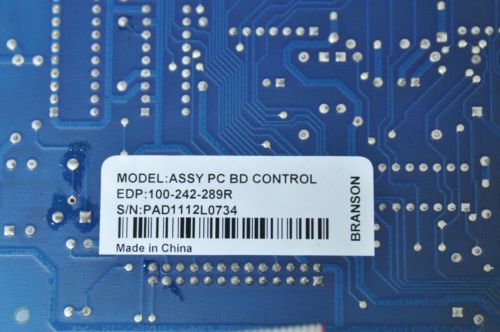 MODEL:ASSY PC BD CONTROL
EDP:100-242-289R
S/N:PAD1112L0734
Made in China
BRANSON